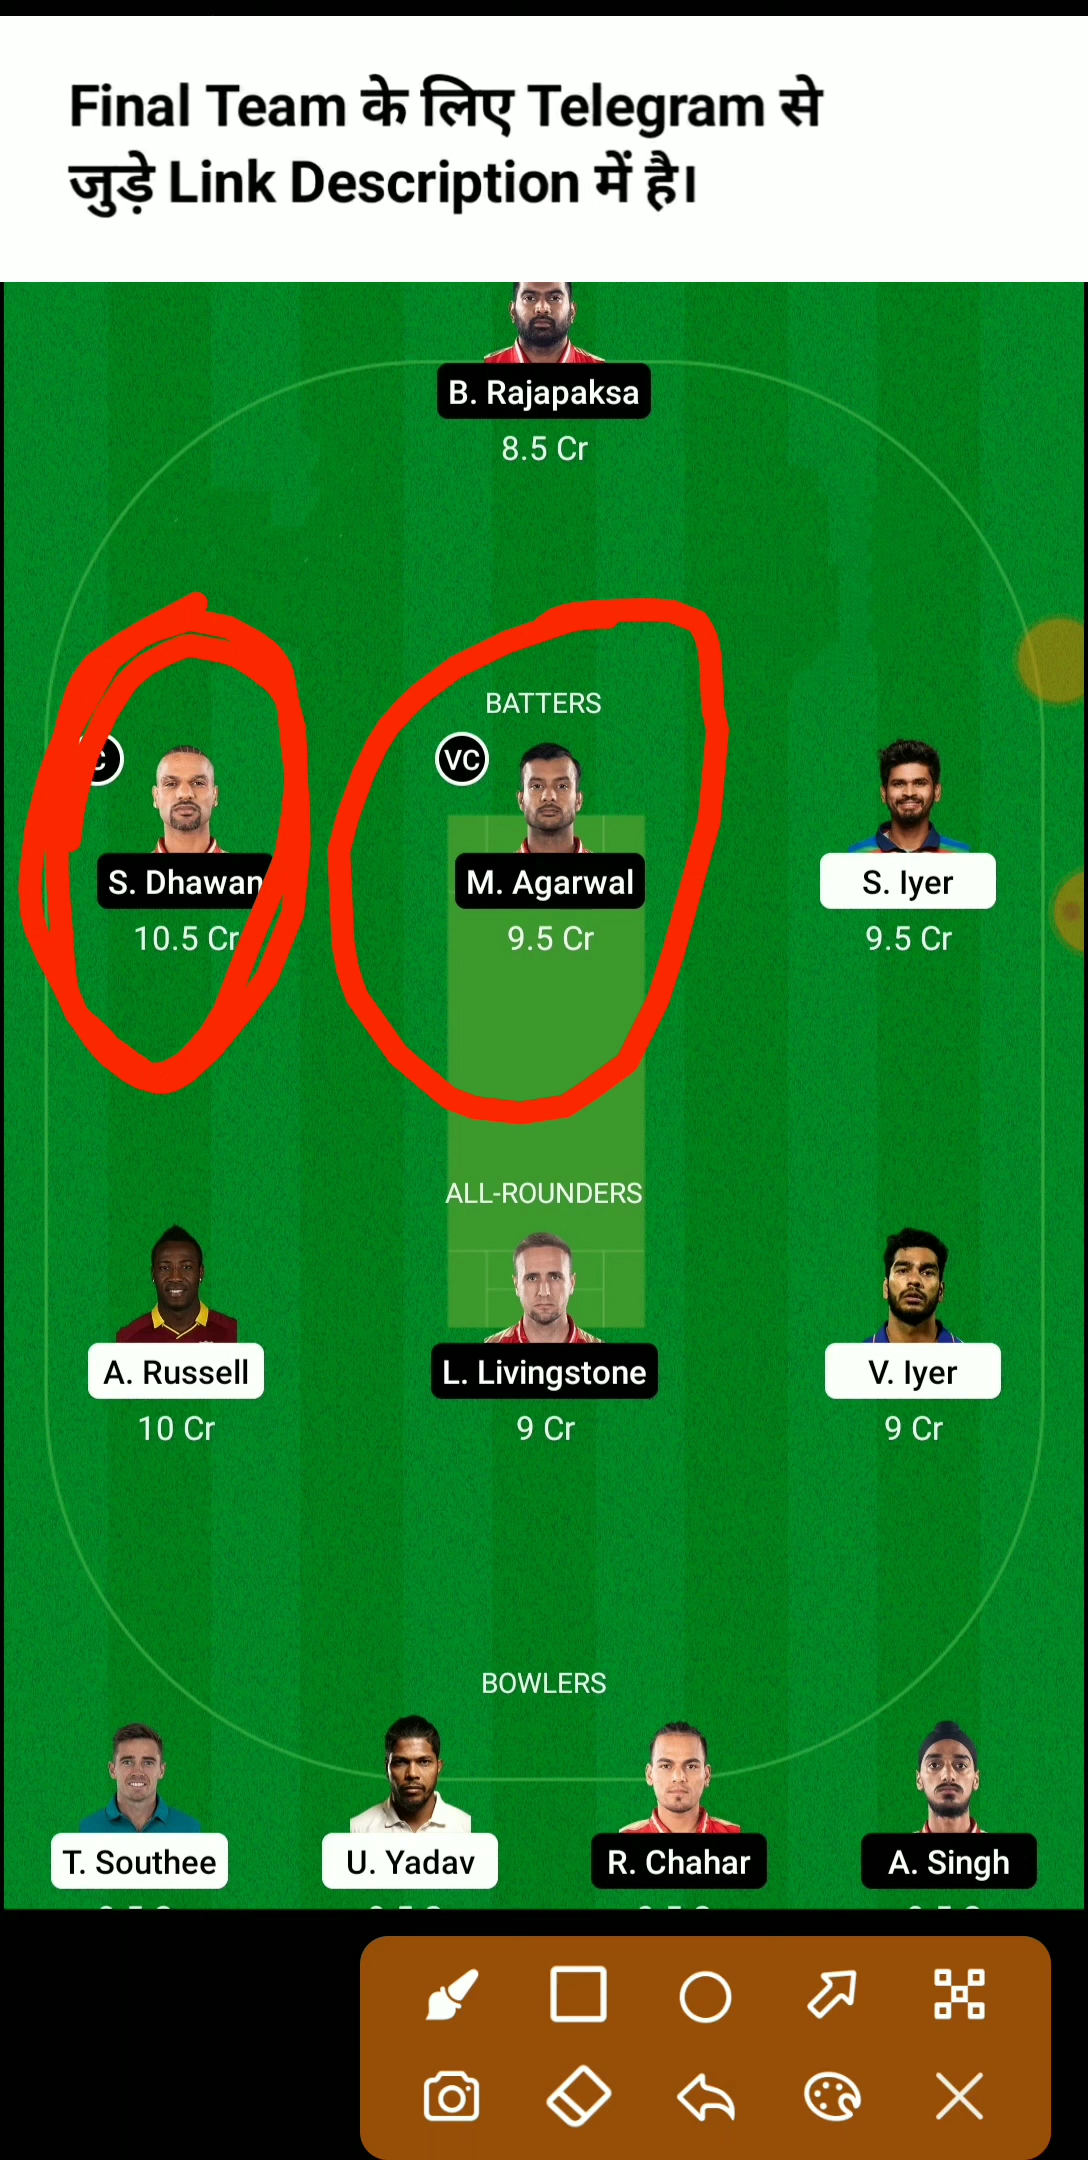 Final Team के लिए Telegram से
जुड़े Link Description में है।
B. Rajapaksa
8.5 Cr
BATTERS
C VC
S. Dhawan M. Agarwal S. Iyer
10.5 Cr 9.5 Cr 9.5 Cr
ALL-ROUNDERS
A. Russell L. Livingstone V. Iyer
10 Cr 9 Cr 9 Cr
BOWLERS
T. Southee U. Yadav R. Chahar A. Singh